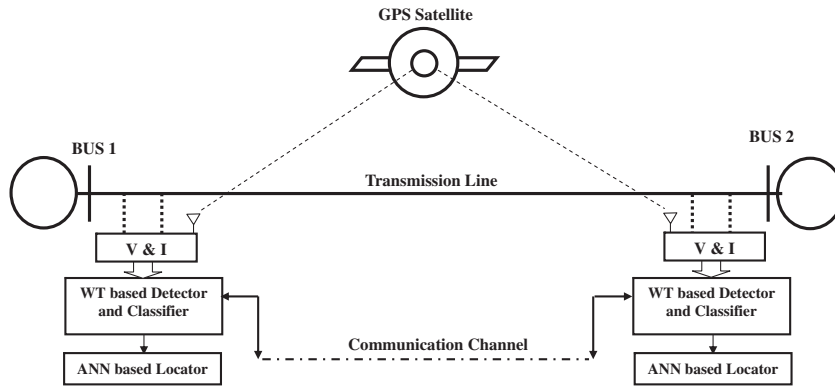 GPS Satellite
BUS 1
BUS 2
Transmission Line
V & I
V & I
WT based Detector
and Classifier
WT based Detector
and Classifier
Communication Channel
ANN based Locator
ANN based Locator